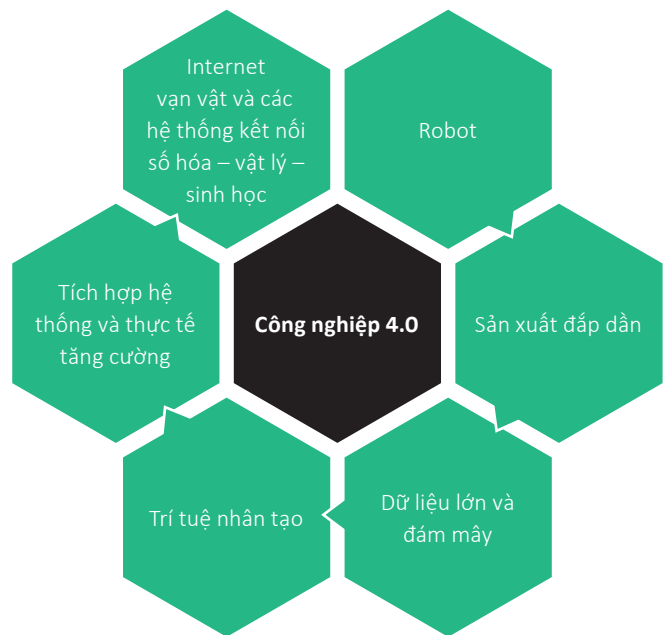 Internet
vạn vật và các
hệ thống kết nối
số hóa – vật lý –
sinh học
Robot
Tích hợp hệ
thống và thực tế
tăng cường
Công nghiệp 4.0
Sản xuất đắp dần
Trí tuệ nhân tạo
Dữ liệu lớn và
đám mây